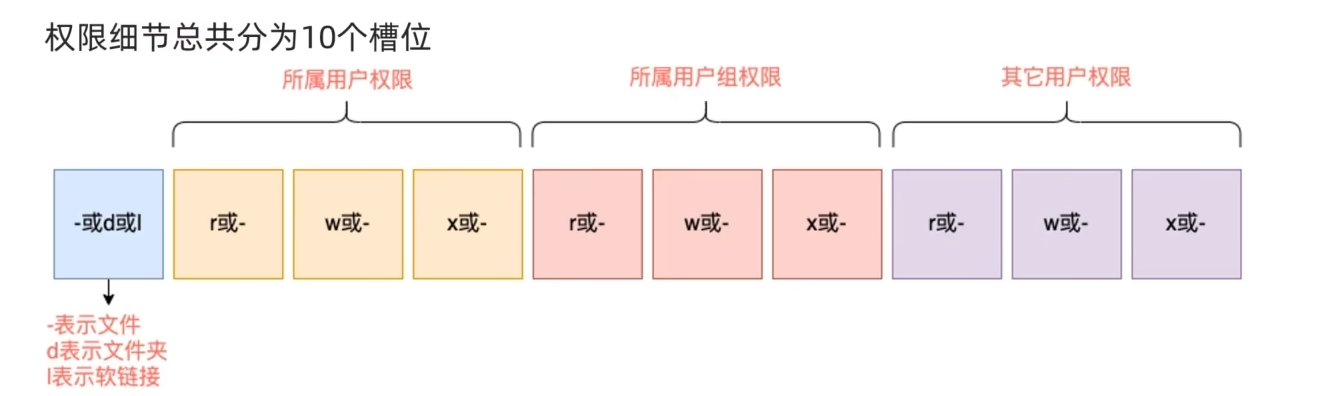 权限细节总共分为10个槽位
所属用户权限 所属用户组权限 其它用户权限
-或d或l r或- w或- x或- r或- w或- x或- r或- w或- x或-
-表示文件
d表示文件夹
l表示软链接